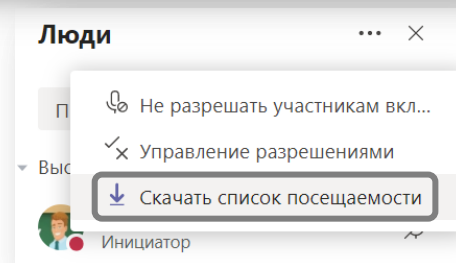 Люди
Не разрешать участникам вкл...
Управление разрешениями
Скачать список посещаемости
Инициатор